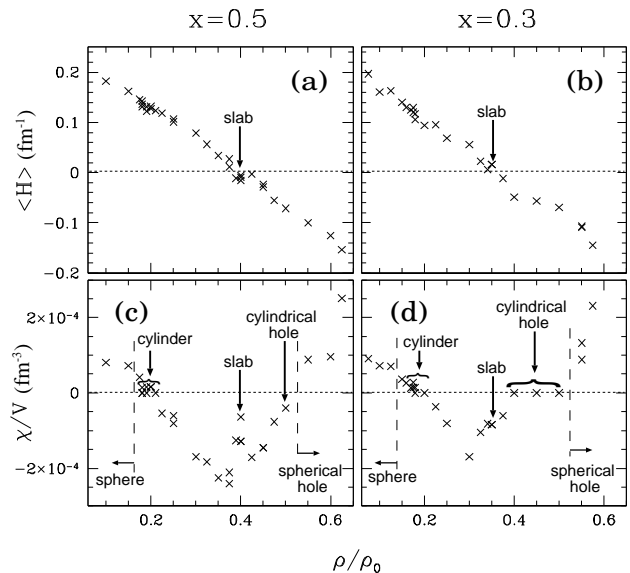 x=0.5 x=0.3
(a) (b)
slab slab
<H> (fm⁻¹)
0.2
0.1
0
−0.1
−0.2
(c) (d)
cylinder cylindrical hole
slab
sphere spherical hole
cylinder cylindrical hole
slab
sphere spherical hole
χ/V (fm⁻³)
2×10⁻⁴
0
−2×10⁻⁴
0.2 0.4 0.6 0.2 0.4 0.6
ρ/ρ₀